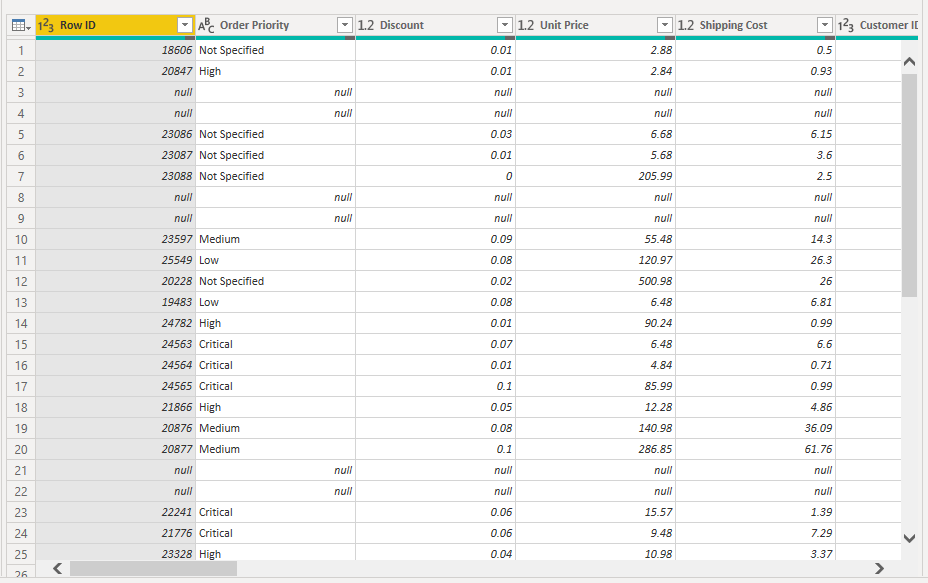 1²3 Row ID ABC Order Priority 1.2 Discount 1.2 Unit Price 1.2 Shipping Cost 1²3 Customer ID
1 18606 Not Specified 0.01 2.88 0.5
2 20847 High 0.01 2.84 0.93
3 null null null null null
4 null null null null null
5 23086 Not Specified 0.03 6.68 6.15
6 23087 Not Specified 0.01 5.68 3.6
7 23088 Not Specified 0 205.99 2.5
8 null null null null null
9 null null null null null
10 23597 Medium 0.09 55.48 14.3
11 25549 Low 0.08 120.97 26.3
12 20228 Not Specified 0.02 500.98 26
13 19483 Low 0.08 6.48 6.81
14 24782 High 0.01 90.24 0.99
15 24563 Critical 0.07 6.48 6.6
16 24564 Critical 0.01 4.84 0.71
17 24565 Critical 0.1 85.99 0.99
18 21866 High 0.05 12.28 4.86
19 20876 Medium 0.08 140.98 36.09
20 20877 Medium 0.1 286.85 61.76
21 null null null null null
22 null null null null null
23 22241 Critical 0.06 15.57 1.39
24 21776 Critical 0.06 9.48 7.29
25 23328 High 0.04 10.98 3.37
26